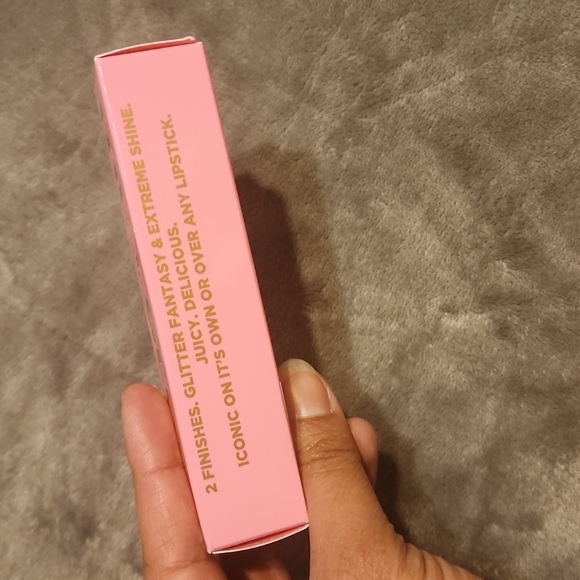 2 FINISHES. GLITTER FANTASY & EXTREME SHINE.
JUICY. DELICIOUS.
ICONIC ON IT'S OWN OR OVER ANY LIPSTICK.